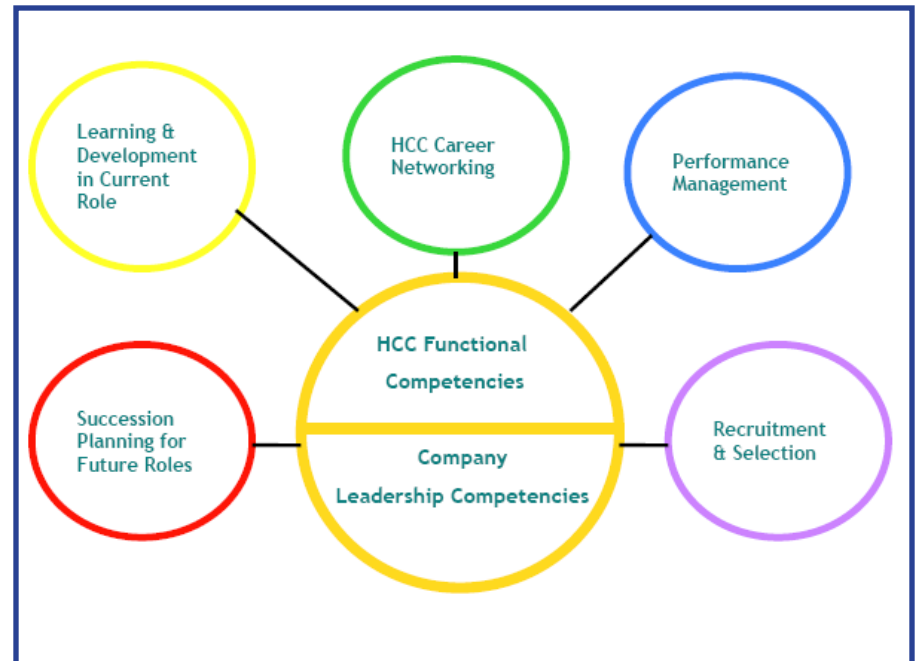 Learning &
Development
in Current
Role
HCC Career
Networking
Performance
Management
HCC Functional
Competencies
Company
Leadership Competencies
Succession
Planning for
Future Roles
Recruitment
& Selection